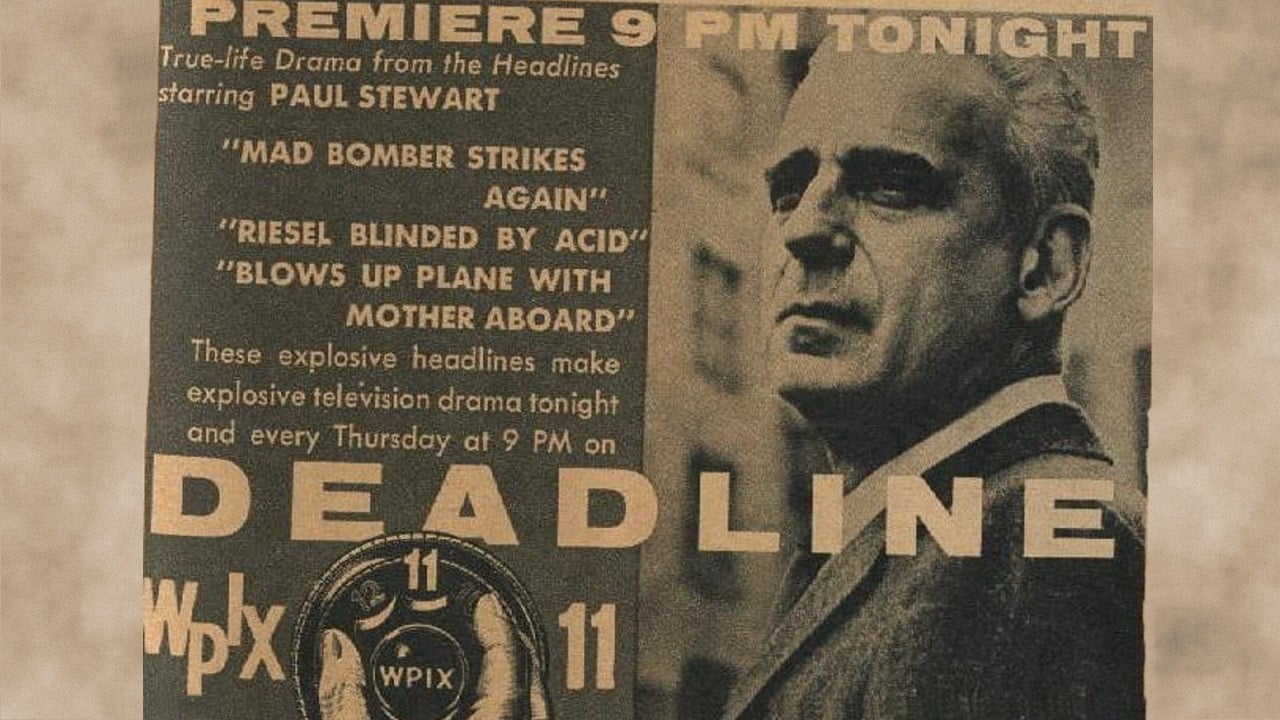 PREMIERE 9 PM TONIGHT
True-life Drama from the Headlines
starring PAUL STEWART
"MAD BOMBER STRIKES
AGAIN"
"RIESEL BLINDED BY ACID"
"BLOWS UP PLANE WITH
MOTHER ABOARD"
These explosive headlines make
explosive television drama tonight
and every Thursday at 9 PM on
DEADLINE
WPIX
12 11
WPIX
11